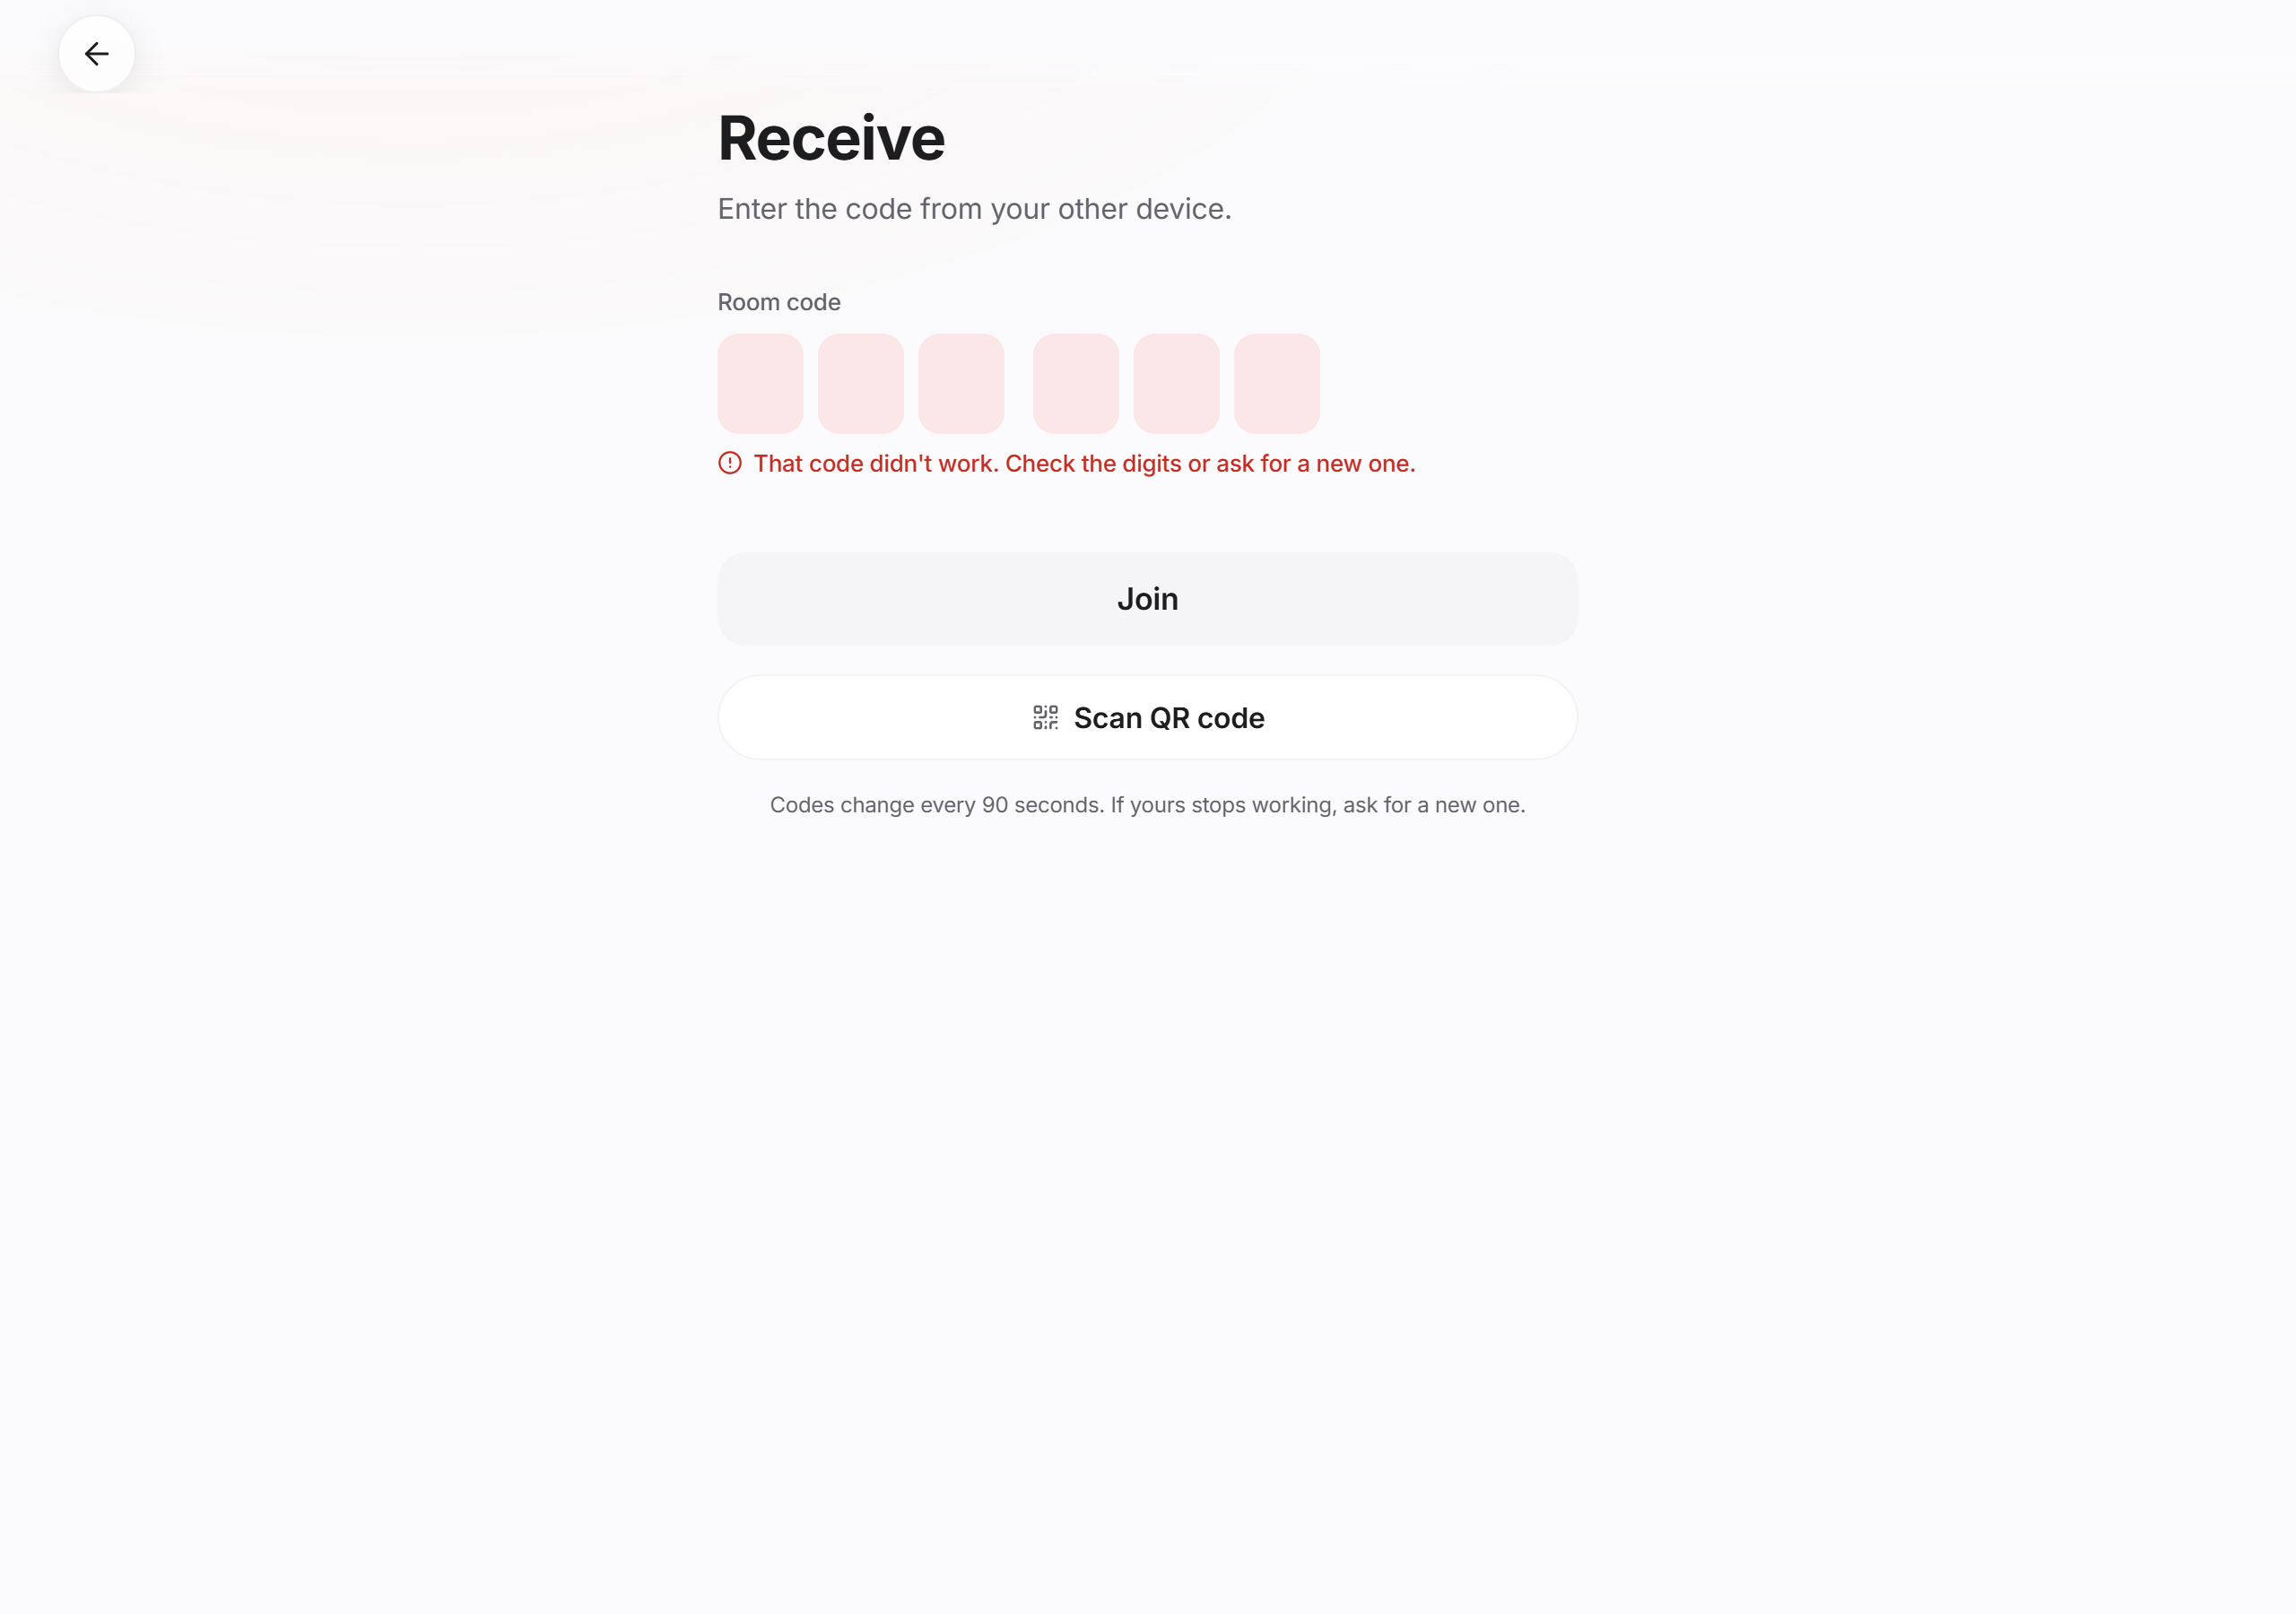 Receive
Enter the code from your other device.
Room code
That code didn't work. Check the digits or ask for a new one.
Join
Scan QR code
Codes change every 90 seconds. If yours stops working, ask for a new one.